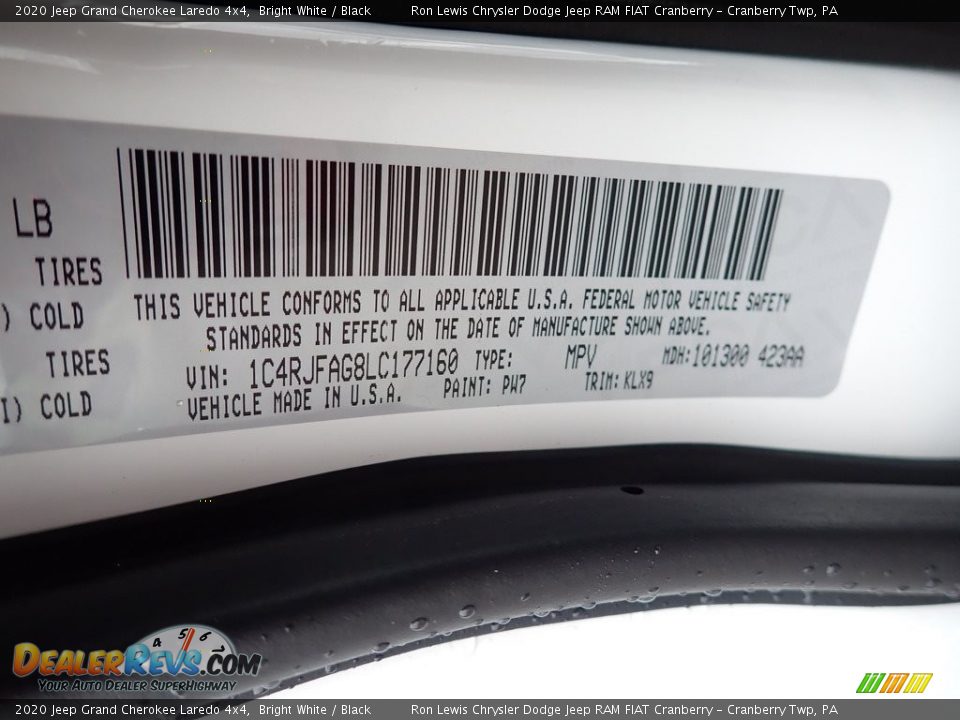 2020 Jeep Grand Cherokee Laredo 4x4, Bright White / Black Ron Lewis Chrysler Dodge Jeep RAM FIAT Cranberry - Cranberry Twp, PA
LB
TIRES
) COLD
TIRES
I) COLD
THIS VEHICLE CONFORMS TO ALL APPLICABLE U.S.A. FEDERAL MOTOR VEHICLE SAFETY
STANDARDS IN EFFECT ON THE DATE OF MANUFACTURE SHOWN ABOVE.
VIN: 1C4RJFAG8LC177160 TYPE: MPV MDH:101300 423AA
VEHICLE MADE IN U.S.A. PAINT: PW7 TRIM: KLX9
4 5 6
DEALERREVS.COM
YOUR AUTO DEALER SUPERHIGHWAY
2020 Jeep Grand Cherokee Laredo 4x4, Bright White / Black Ron Lewis Chrysler Dodge Jeep RAM FIAT Cranberry - Cranberry Twp, PA